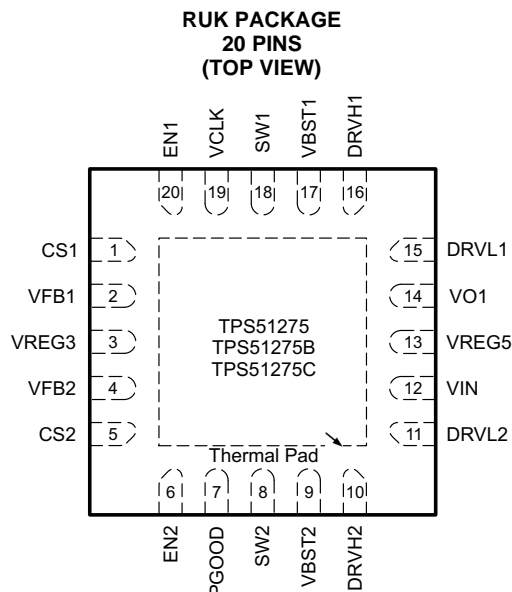 RUK PACKAGE
20 PINS
(TOP VIEW)
EN1
VCLK
SW1
VBST1
DRVH1
20
19
18
17
16
CS1 1
VFB1 2
VREG3 3
VFB2 4
CS2 5
15 DRVL1
14 VO1
13 VREG5
12 VIN
11 DRVL2
TPS51275
TPS51275B
TPS51275C
Thermal Pad
6
7
8
9
10
EN2
PGOOD
SW2
VBST2
DRVH2